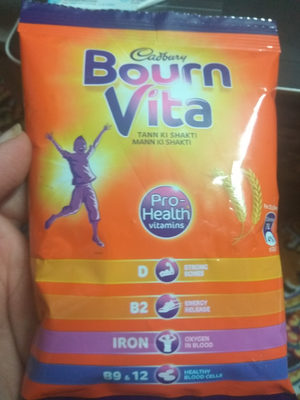 Cadbury
Bourn
Vita
TANN KI SHAKTI
MANN KI SHAKTI
Pro-
Health
vitamins
D STRONG
BONES
B2 ENERGY
RELEASE
IRON OXYGEN
IN BLOOD
B9 & 12 HEALTHY
BLOOD CELLS